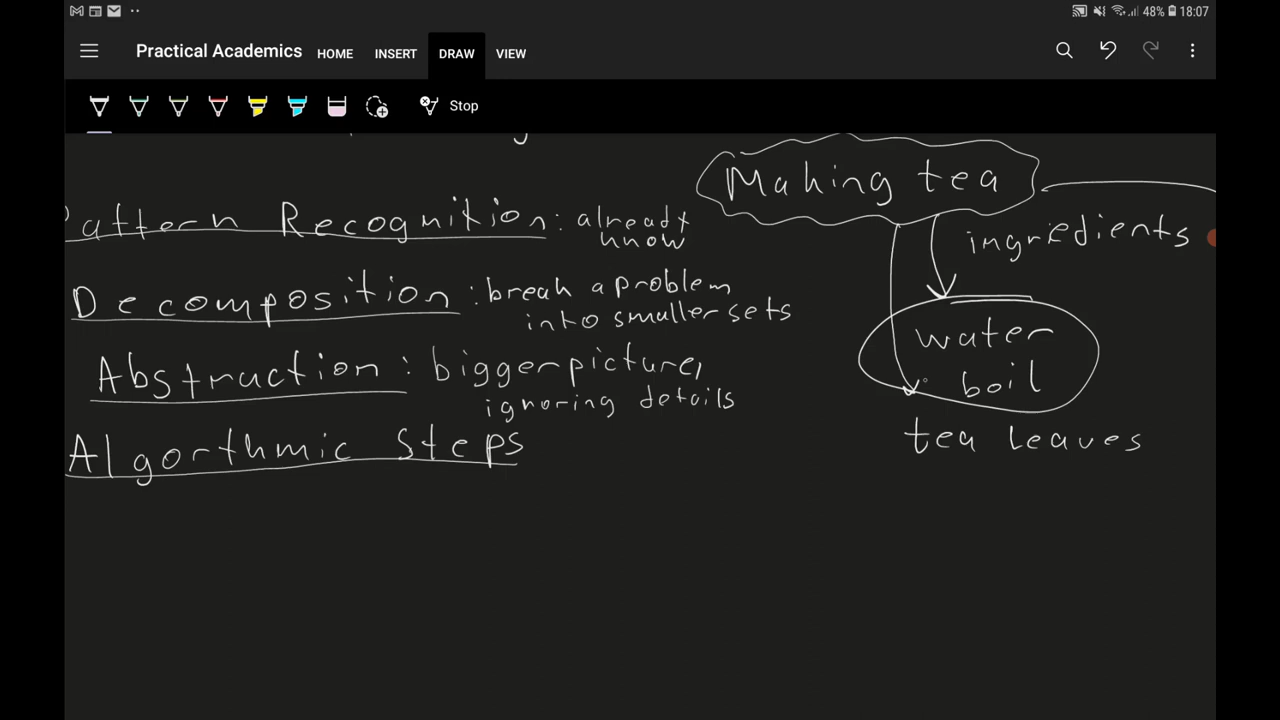 48% 18:07
Practical Academics HOME INSERT DRAW VIEW
Stop
Making tea
attern Recognition: already
know
ingredients
Decomposition: break a problem
into smaller sets
water
boil
Abstruction: bigger picture,
ignoring details
tea leaves
Algorthmic Steps